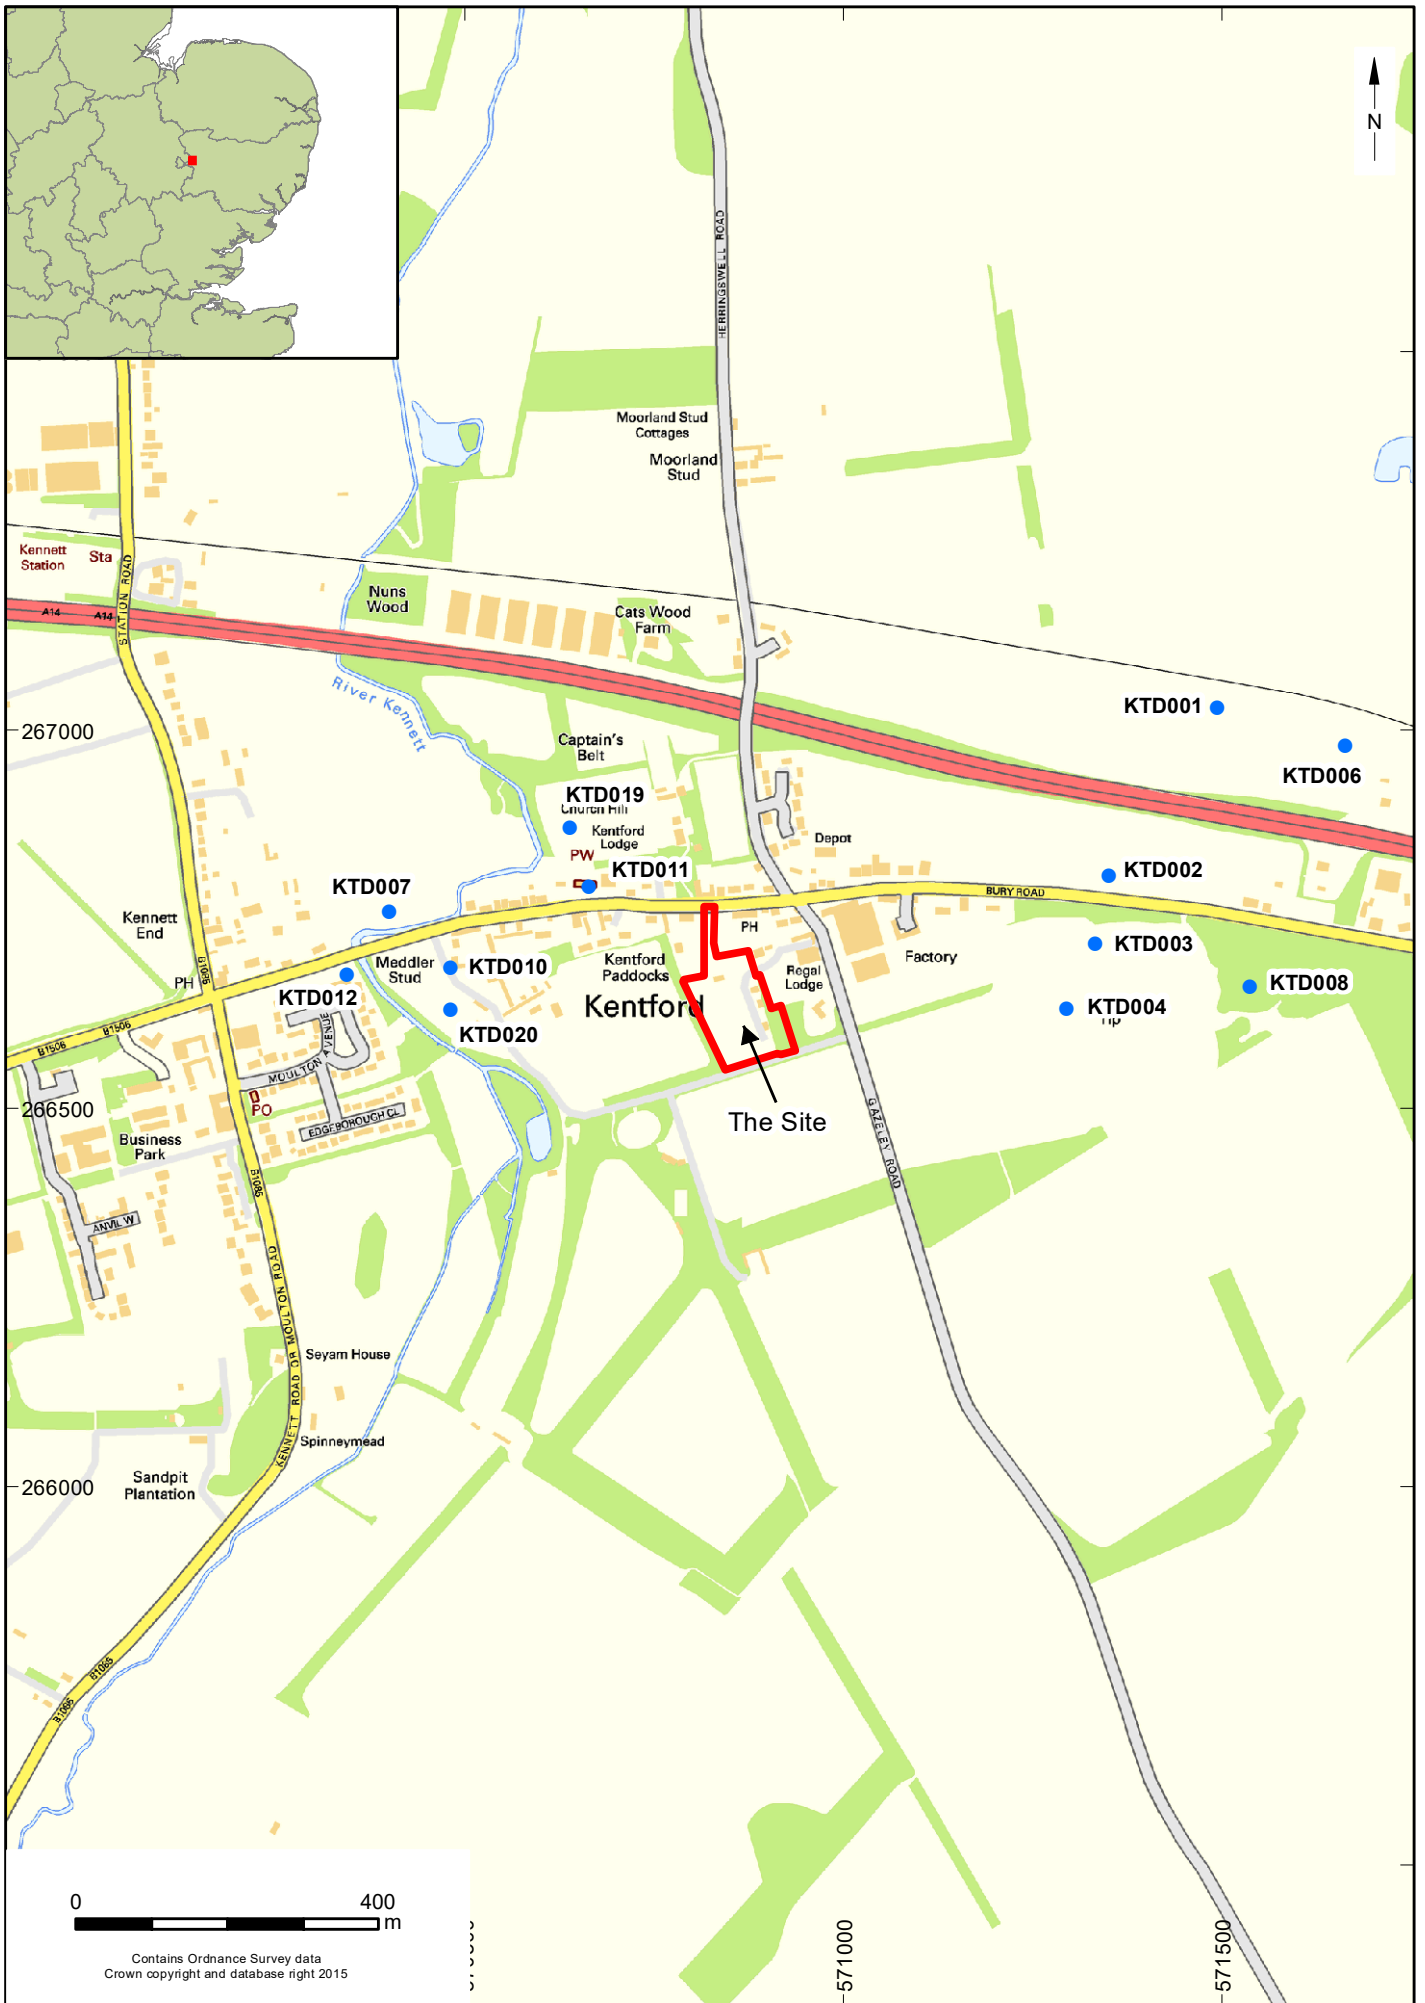 N
HERRINGSWELL ROAD
Moorland Stud
Cottages
Moorland
Stud
Kennett
Station
Sta
STATION ROAD
A14
A14
Nuns
Wood
Cats Wood
Farm
River Kennett
KTD001
267000
Captain's
Belt
KTD006
KTD019
Church Hill
Kentford
Lodge
Depot
PW
KTD011
KTD002
KTD007
BURY ROAD
Kennett
End
PH
KTD003
Meddler
Stud
KTD010
Kentford
Paddocks
Regal
Lodge
Factory
PH
B1085
KTD012
KTD008
Kentford
KTD004
KTD020
B1506
B1506
MOULTON AVENUE
266500
PO
EDGEBOROUGH CL
The Site
GAZELEY ROAD
Business
Park
B1085
ANVIL W
KENNETT ROAD OR MOULTON ROAD
Seyam House
Spinneymead
266000
Sandpit
Plantation
B1085
B1085
0
400
m
571000
571500
Contains Ordnance Survey data
Crown copyright and database right 2015